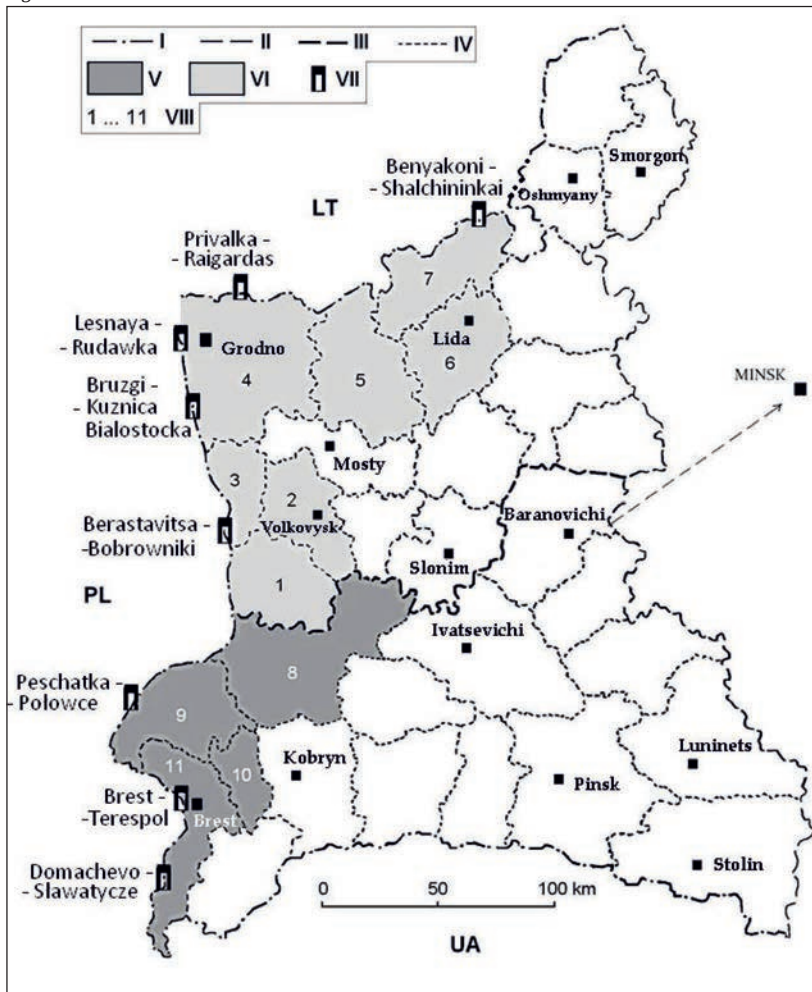 I II III IV
V VI VII
1 ... 11 VIII
Smorgon
Benyakoni -
- Shalchininkai
Oshmyany
LT
Privalka -
- Raigardas
7
Lesnaya -
- Rudawka
Grodno
Lida
4
5
6
MINSK
Bruzgi -
- Kuznica
Bialostocka
Mosty
3
2
Baranovichi
Berastavitsa -
-Bobrowniki
Volkovysk
Slonim
1
PL
Ivatsevichi
8
Peschatka -
- Polowce
9
Luninets
Kobryn
11
10
Pinsk
Brest -
-Terespol
Brest
Domachevo -
- Slawatycze
Stolin
0 50 100 km
UA